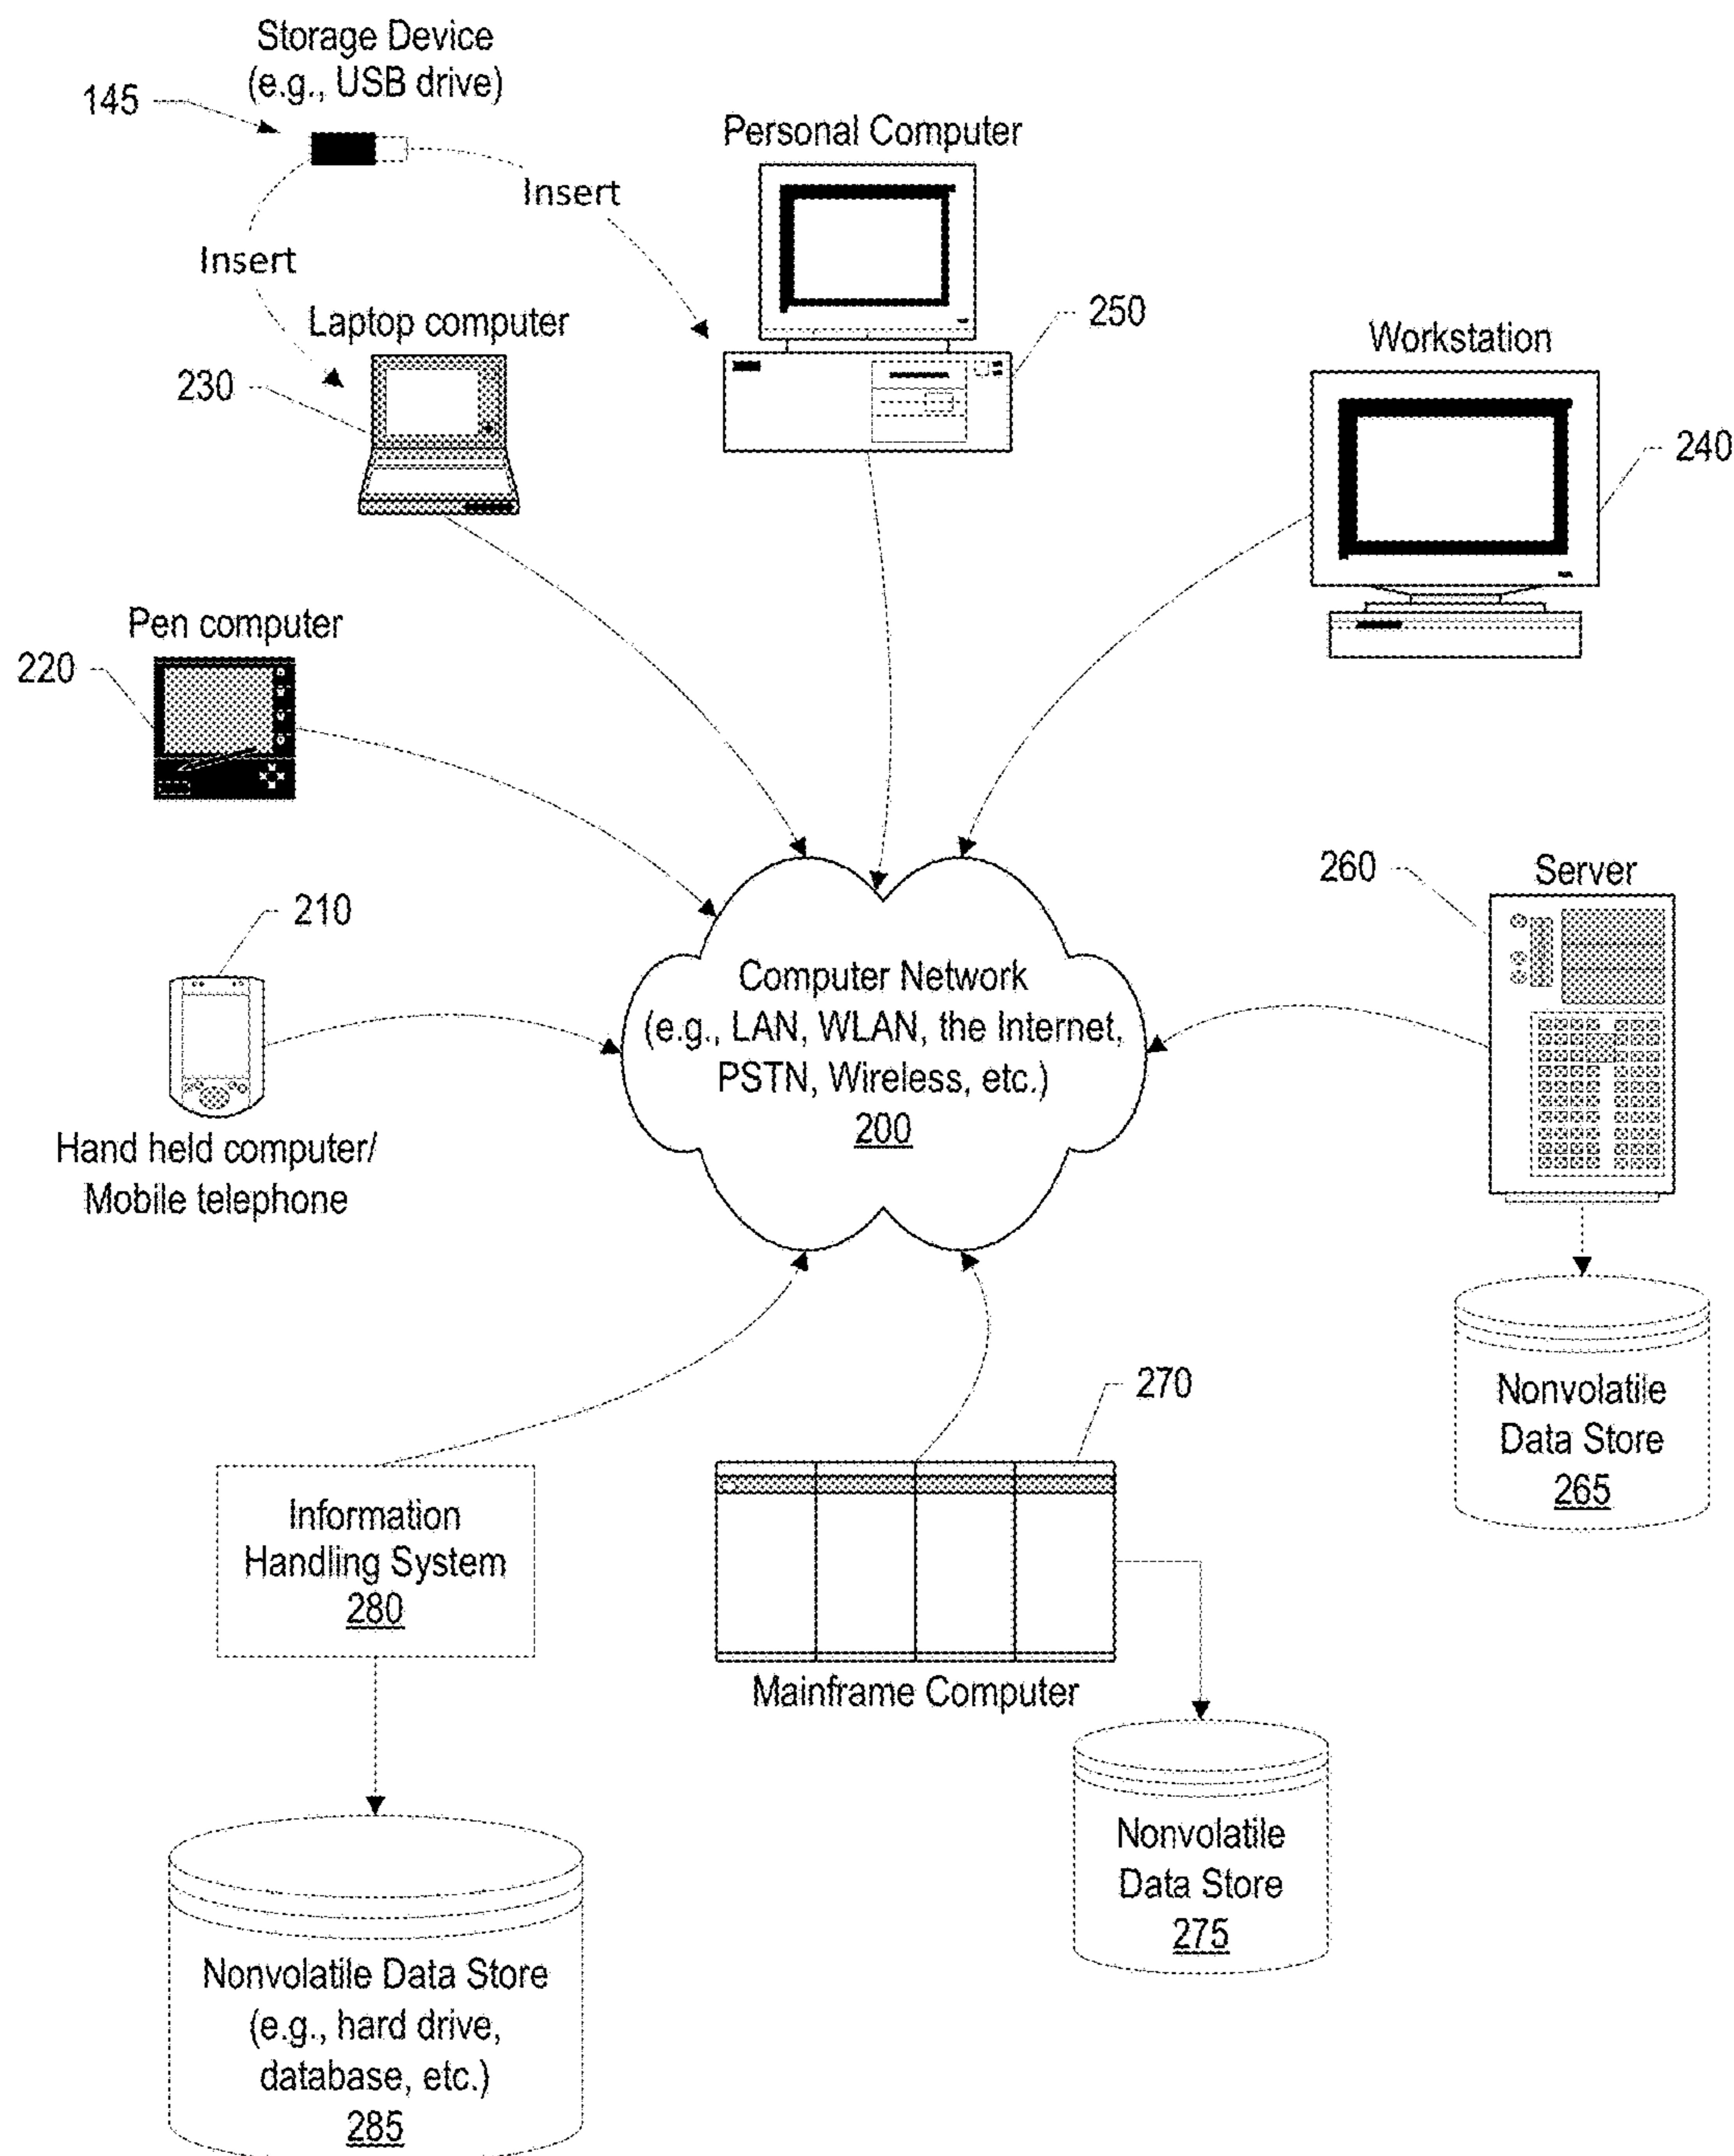 Storage Device
(e.g., USB drive)
145
Insert
Insert
Personal Computer
250
Laptop computer
230
Workstation
240
Pen computer
220
210
Hand held computer/
Mobile telephone
Computer Network
(e.g., LAN, WLAN, the Internet,
PSTN, Wireless, etc.)
200
260
Server
Nonvolatile
Data Store
265
Information
Handling System
280
270
Mainframe Computer
Nonvolatile
Data Store
275
Nonvolatile Data Store
(e.g., hard drive,
database, etc.)
285